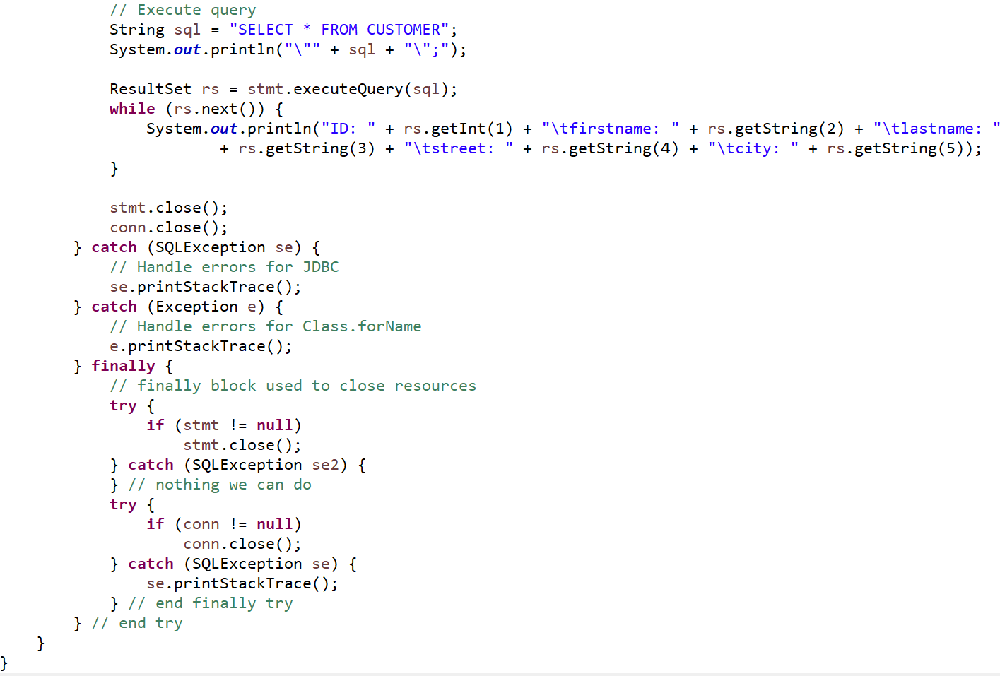 // Execute query
String sql = "SELECT * FROM CUSTOMER";
System.out.println("\"" + sql + "\";");
ResultSet rs = stmt.executeQuery(sql);
while (rs.next()) {
System.out.println("ID: " + rs.getInt(1) + "\tfirstname: " + rs.getString(2) + "\tlastname: "
+ rs.getString(3) + "\tstreet: " + rs.getString(4) + "\tcity: " + rs.getString(5));
}
stmt.close();
conn.close();
} catch (SQLException se) {
// Handle errors for JDBC
se.printStackTrace();
} catch (Exception e) {
// Handle errors for Class.forName
e.printStackTrace();
} finally {
// finally block used to close resources
try {
if (stmt != null)
stmt.close();
} catch (SQLException se2) {
} // nothing we can do
try {
if (conn != null)
conn.close();
} catch (SQLException se) {
se.printStackTrace();
} // end finally try
} // end try
}
}